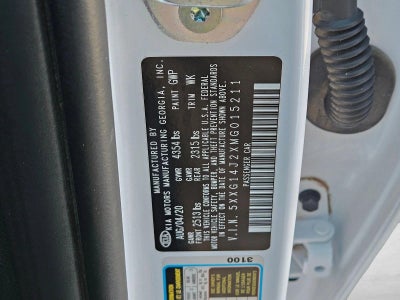 MANUFACTURED BY
KIA MOTORS MANUFACTURING GEORGIA, INC.
AUG/04/20 GVWR 4354 lbs PAINT GWP
GAWR FRONT 2513 lbs GAWR REAR 2315 lbs TRIM WK
THIS VEHICLE CONFORMS TO ALL APPLICABLE U.S.A. FEDERAL
MOTOR VEHICLE SAFETY, BUMPER, AND THEFT PREVENTION STANDARDS
IN EFFECT ON THE DATE OF MANUFACTURE SHOWN ABOVE.
V.I.N. 5XXG14J2XMG015211
PASSENGER CAR
KIA
3100